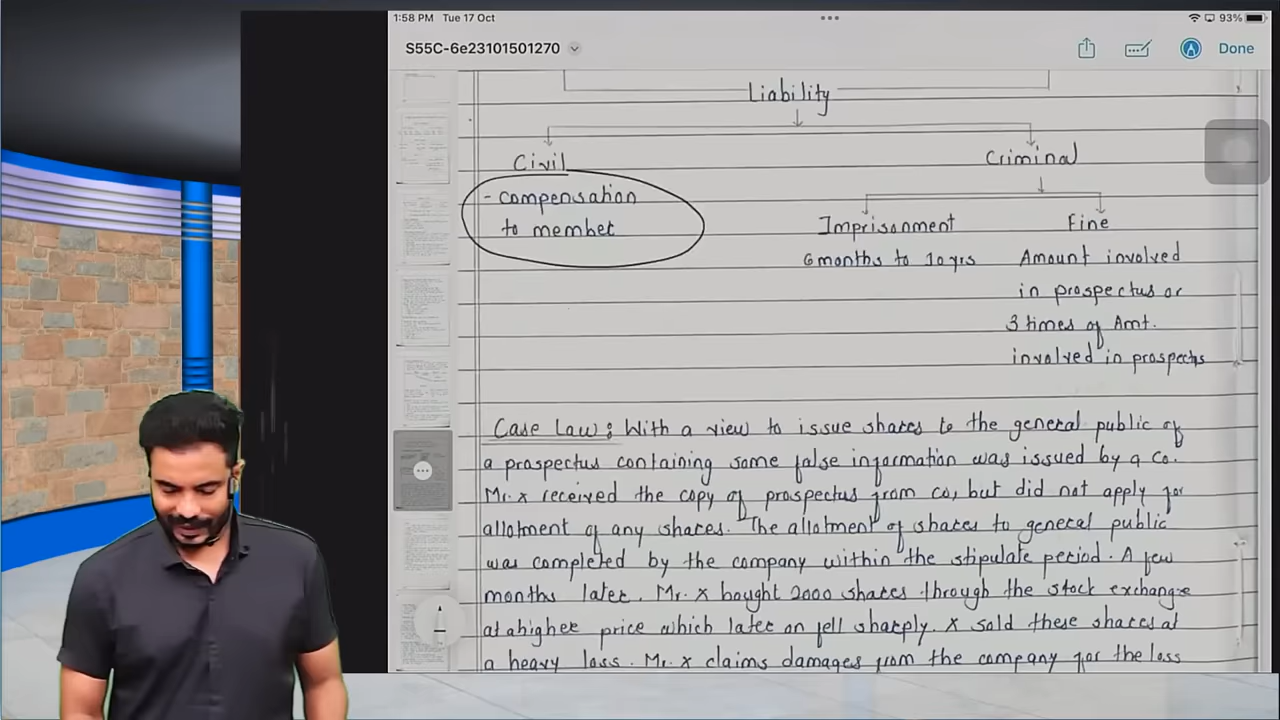 1:58 PM Tue 17 Oct
93%
S55C-6e23101501270
Done
Liability
Civil
Criminal
- compensation
to member
Imprisonment
Fine
6 months to 10 yrs
Amount involved
in prospectus or
3 times of Amt.
involved in prospects
Case Law: With a view to issue shares to the general public of
a prospectus containing some false information was issued by a Co.
Mr. X received the copy of prospectus from co, but did not apply for
allotment of any shares. The allotment of shares to general public
was completed by the company within the stipulate period. A few
months later. Mr. X bought 2000 shares through the stock exchange
at a higher price which later on fell sharply. X sold these shares at
a heavy loss. Mr. X claims damages from the company for the loss